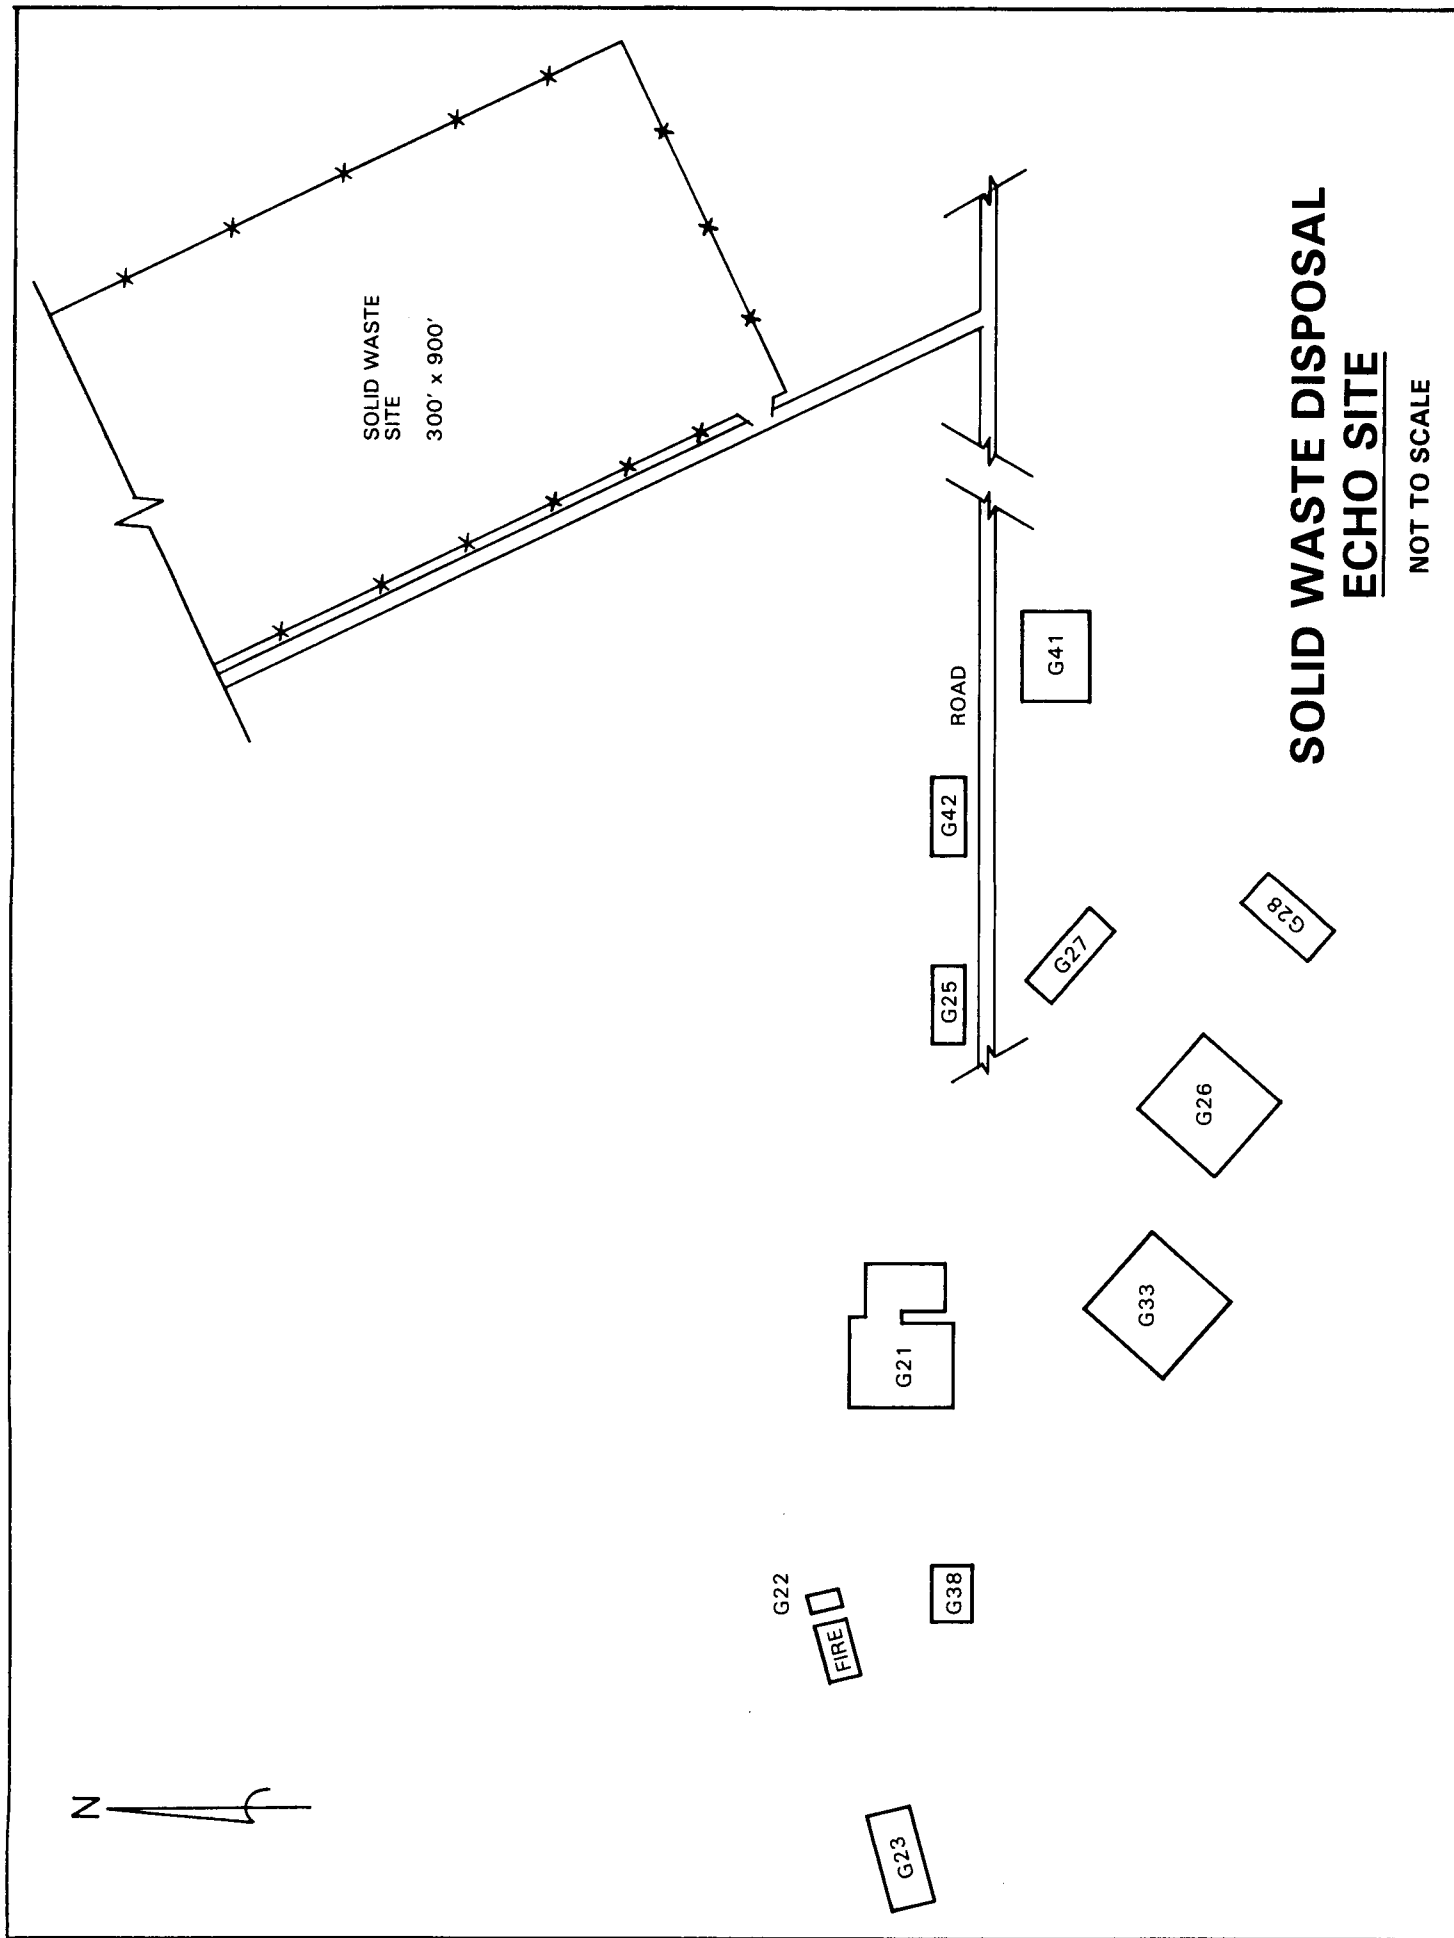 N
SOLID WASTE
SITE
300' x 900'
G22
FIRE
G23
G21
G38
G25
G42
ROAD
G41
G27
G33
G26
G28
SOLID WASTE DISPOSAL
ECHO SITE
NOT TO SCALE